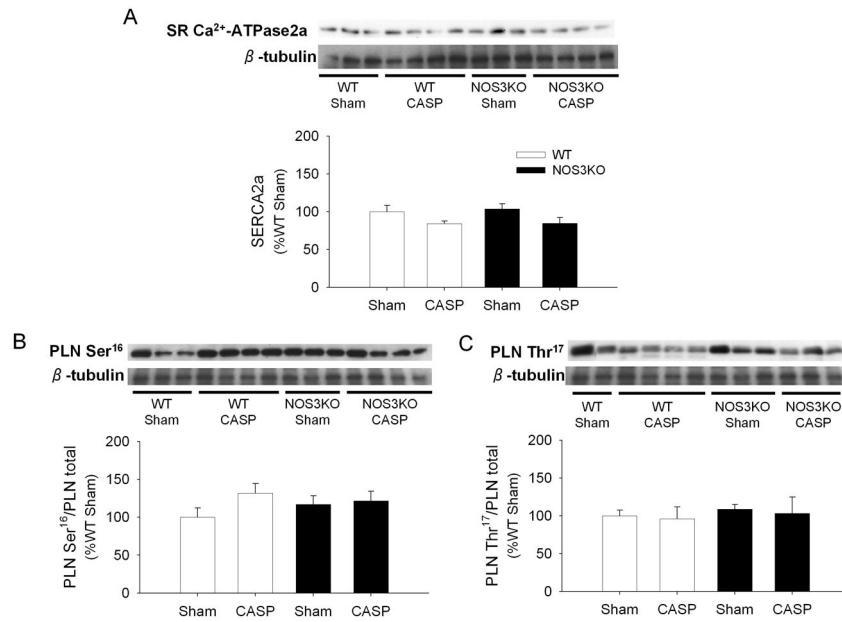 A
SR Ca²⁺-ATPase2a
β-tubulin
WT Sham
WT CASP
NOS3KO Sham
NOS3KO CASP
200
150
100
50
0
SERCA2a
(%WT Sham)
WT
NOS3KO
Sham
CASP
Sham
CASP
B
PLN Ser¹⁶
β-tubulin
WT Sham
WT CASP
NOS3KO Sham
NOS3KO CASP
200
150
100
50
0
PLN Ser¹⁶/PLN total
(%WT Sham)
Sham
CASP
Sham
CASP
C
PLN Thr¹⁷
β-tubulin
WT Sham
WT CASP
NOS3KO Sham
NOS3KO CASP
200
150
100
50
0
PLN Thr¹⁷/PLN total
(%WT Sham)
Sham
CASP
Sham
CASP